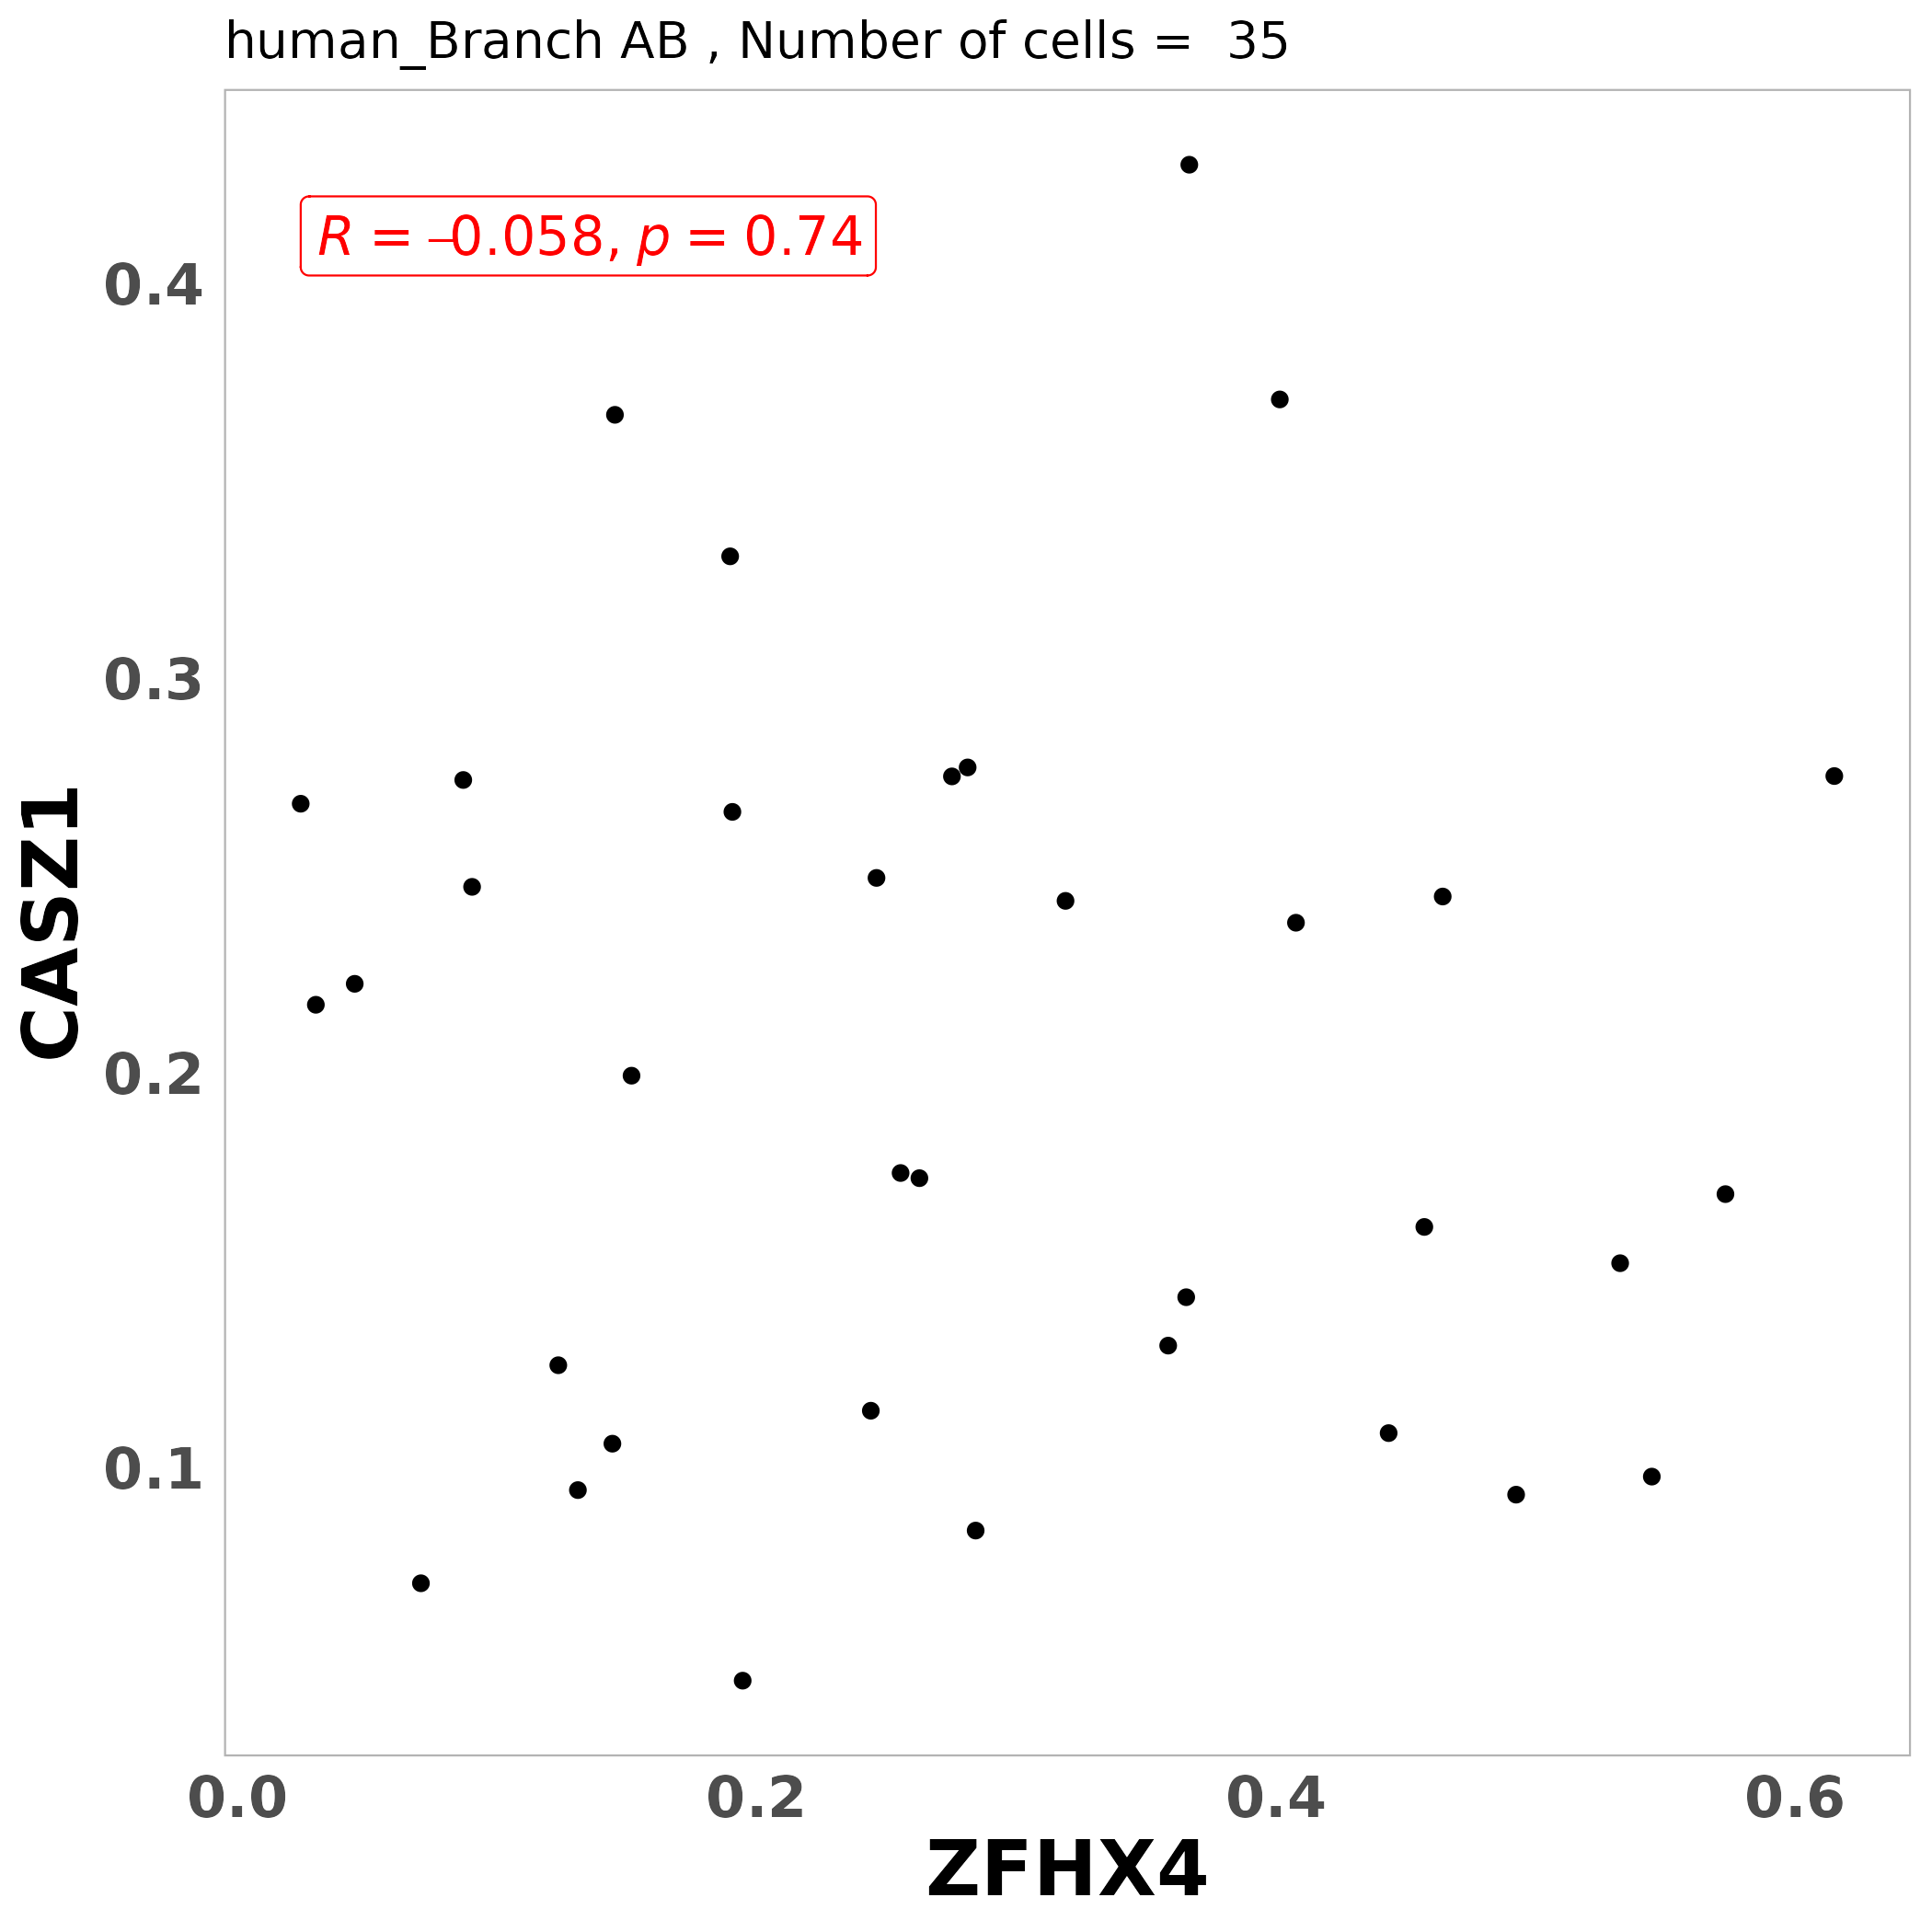 human_Branch AB , Number of cells =  35
R = –0.058, p = 0.74
0.4
0.3
0.2
0.1
CASZ1
0.0 0.2 0.4 0.6
ZFHX4